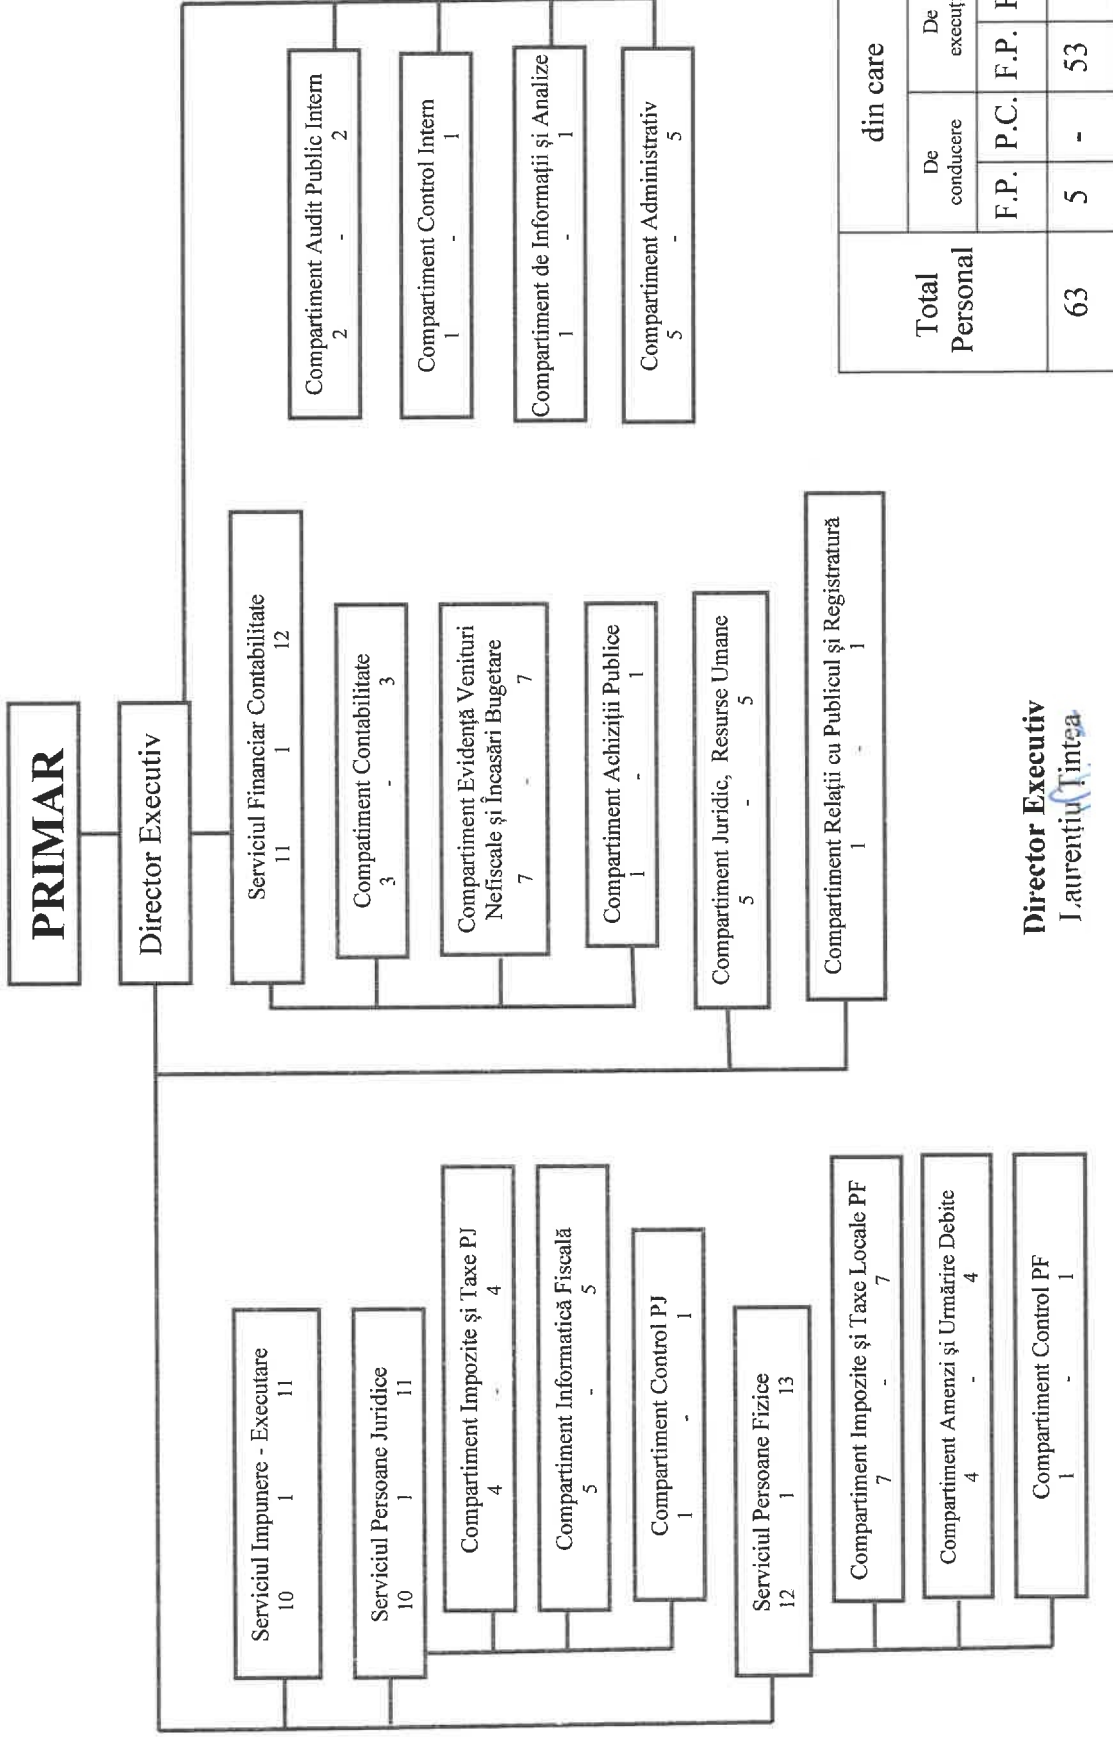 PRIMAR
Director Executiv
Serviciul Impunere - Executare
10 1 11
Serviciul Persoane Juridice
10 1 11
Compartiment Impozite și Taxe PJ
4 - 4
Compartiment Informatică Fiscală
5 - 5
Compartiment Control PJ
1 - 1
Serviciul Persoane Fizice
12 1 13
Compartiment Impozite și Taxe Locale PF
7 - 7
Compartiment Amenzi și Urmărire Debite
4 - 4
Compartiment Control PF
1 - 1
Serviciul Financiar Contabilitate
11 1 12
Compatiment Contabilitate
3 - 3
Compartiment Evidență Venituri
Nefiscale și Încasări Bugetare
7 - 7
Compartiment Achiziții Publice
1 - 1
Compartiment Juridic, Resurse Umane
5 - 5
Compartiment Relații cu Publicul și Registratură
1 - 1
Compartiment Audit Public Intern
2 - 2
Compartiment Control Intern
1 - 1
Compartiment de Informații și Analize
1 - 1
Compartiment Administrativ
5 - 5
Director Executiv
Laurențiu Țintea
Total
Personal
din care
De
conducere
De
execuț
F.P. P.C. F.P.
63 5 - 53